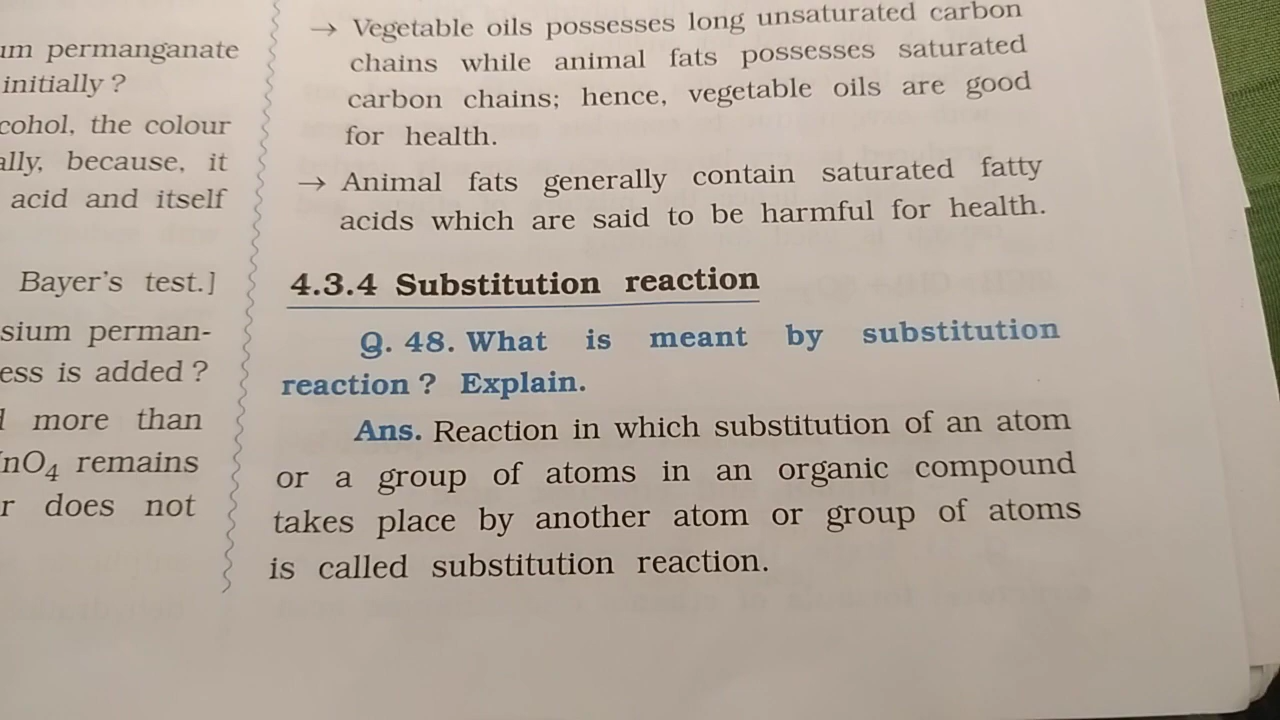 um permanganate
initially ?
cohol, the colour
ally, because, it
acid and itself
Bayer's test.]
sium perman-
ess is added ?
more than
nO4 remains
r does not
→ Vegetable oils possesses long unsaturated carbon
chains while animal fats possesses saturated
carbon chains; hence, vegetable oils are good
for health.
→ Animal fats generally contain saturated fatty
acids which are said to be harmful for health.
4.3.4 Substitution reaction
Q. 48. What is meant by substitution
reaction ? Explain.
Ans. Reaction in which substitution of an atom
or a group of atoms in an organic compound
takes place by another atom or group of atoms
is called substitution reaction.